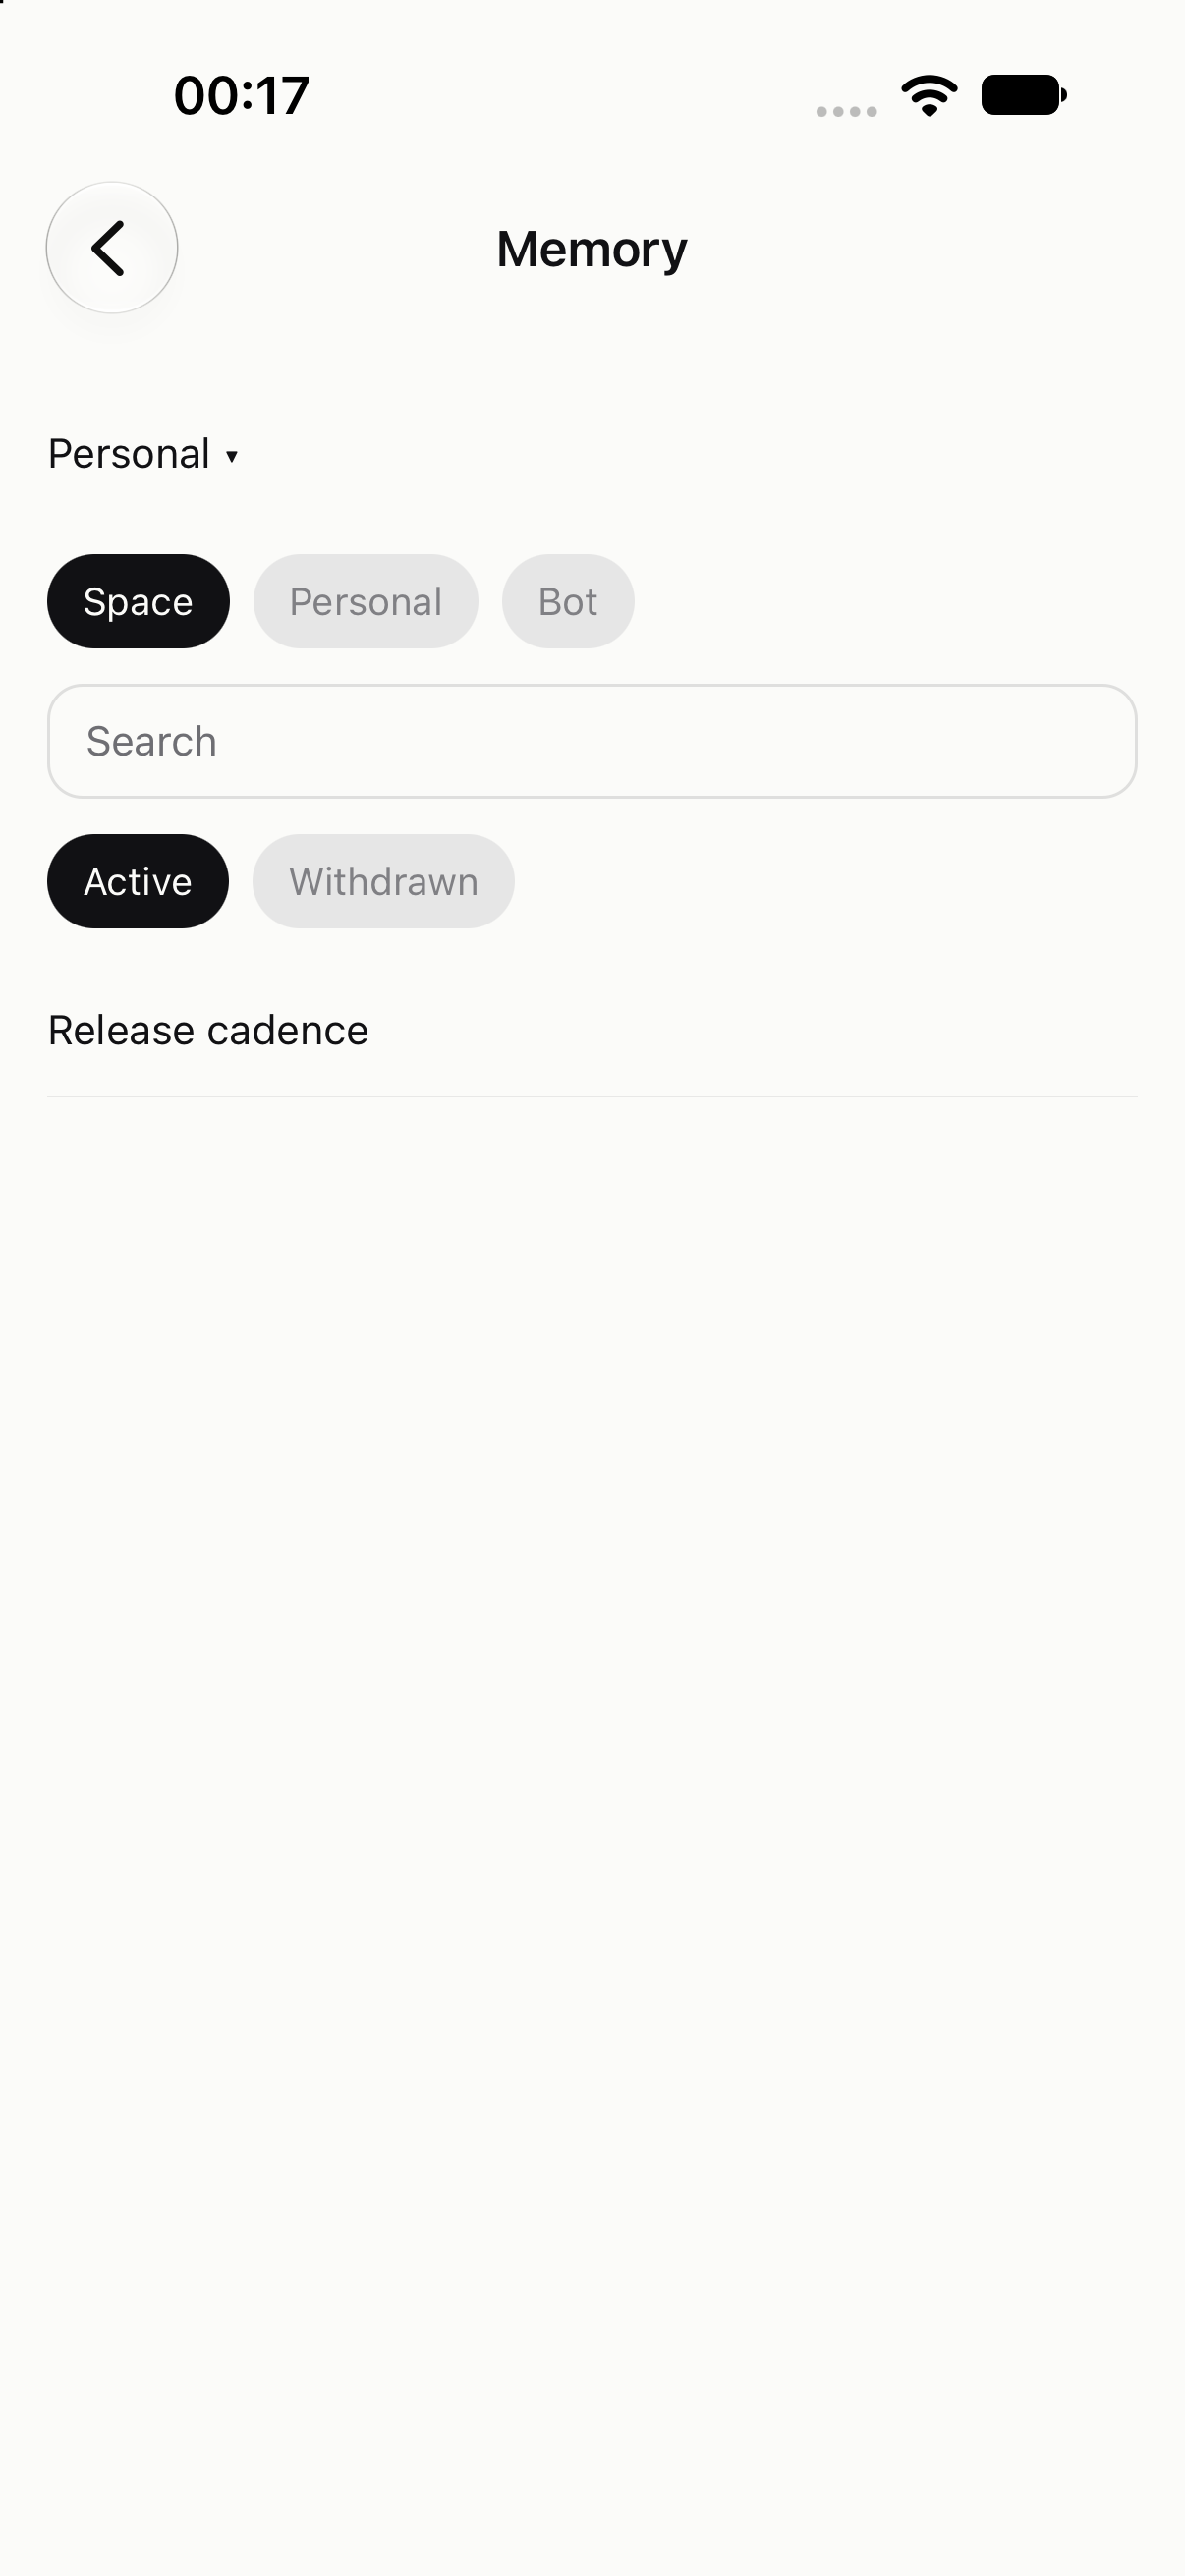 00:17
Memory
Personal ▾
Space Personal Bot
Search
Active Withdrawn
Release cadence